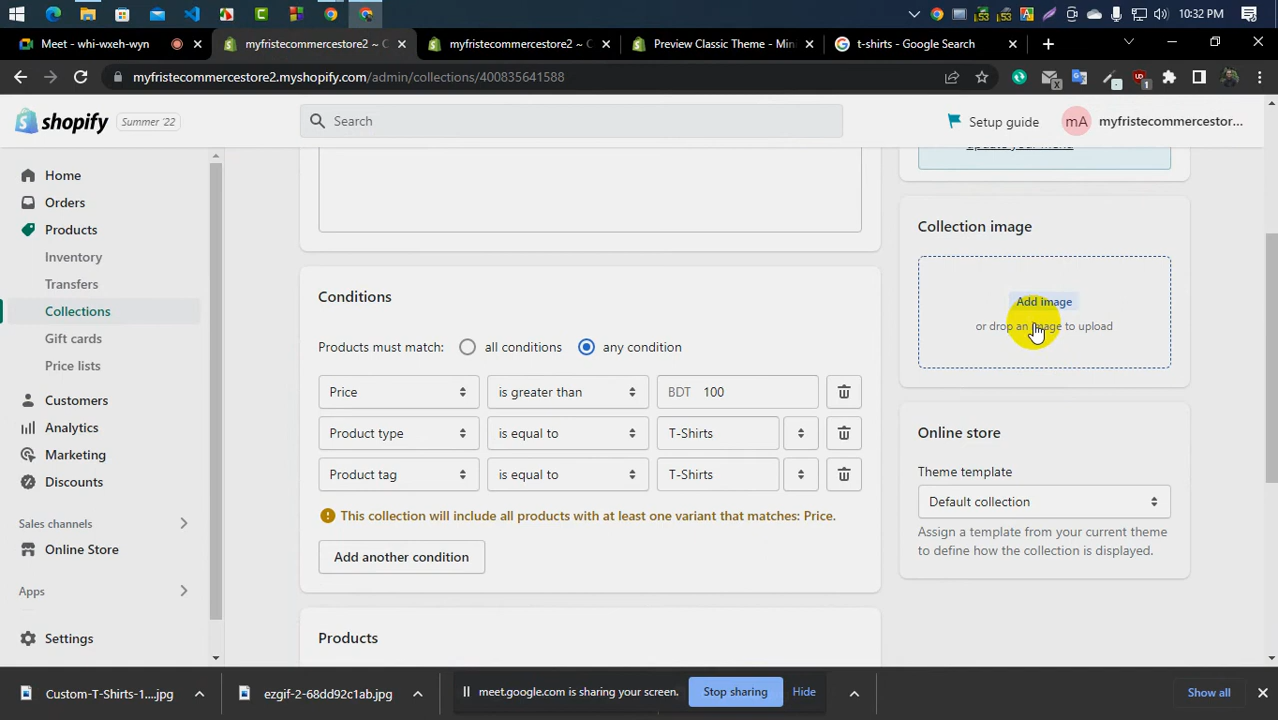 10:32 PM
Meet - whi-wxeh-wyn
myfristecommercestore2 ~ C
myfristecommercestore2 ~ C
Preview Classic Theme - Min
t-shirts - Google Search
myfristecommercestore2.myshopify.com/admin/collections/400835641588
shopify
Summer '22
Search
Setup guide
mA
myfristecommercestor...
Update your menu
Home
Orders
Products
Inventory
Transfers
Collections
Gift cards
Price lists
Customers
Analytics
Marketing
Discounts
Sales channels
Online Store
Apps
Settings
Conditions
Products must match: all conditions any condition
Price is greater than BDT 100
Product type is equal to T-Shirts
Product tag is equal to T-Shirts
This collection will include all products with at least one variant that matches: Price.
Add another condition
Products
Collection image
Add image
or drop an image to upload
Online store
Theme template
Default collection
Assign a template from your current theme
to define how the collection is displayed.
Custom-T-Shirts-1....jpg
ezgif-2-68dd92c1ab.jpg
meet.google.com is sharing your screen.
Stop sharing
Hide
Show all